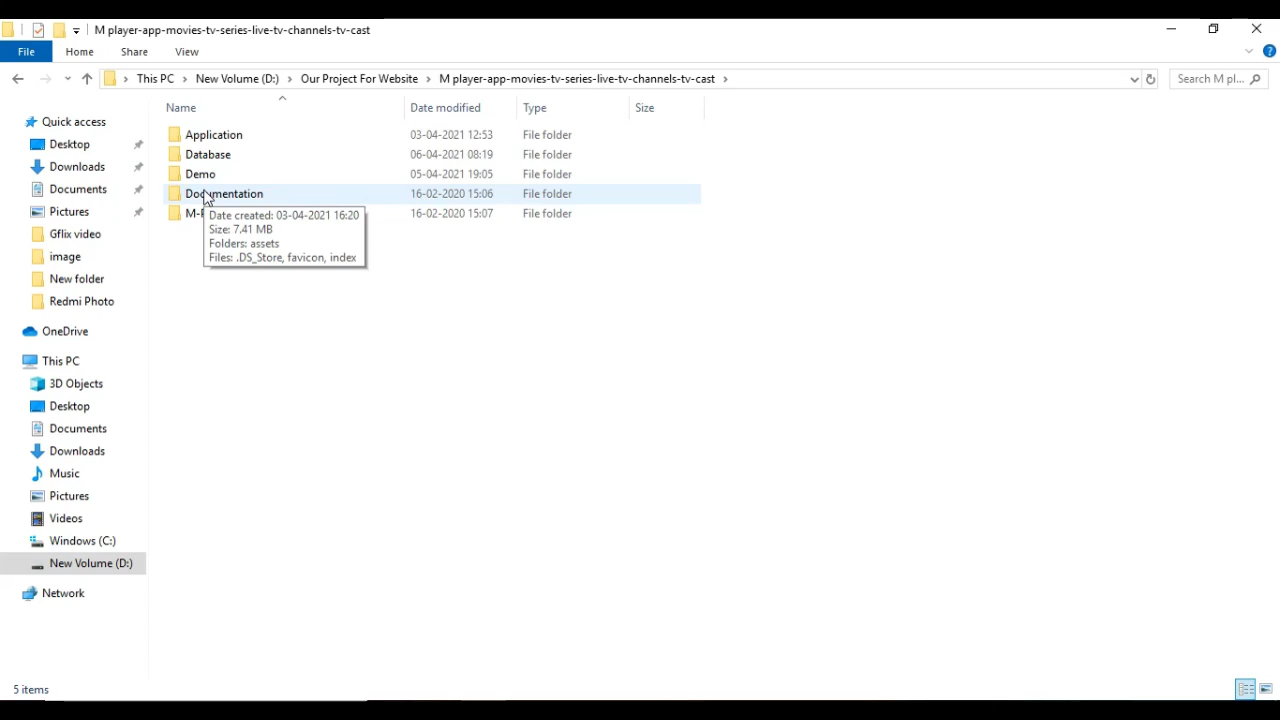 M player-app-movies-tv-series-live-tv-channels-tv-cast
File Home Share View
This PC New Volume (D:) Our Project For Website M player-app-movies-tv-series-live-tv-channels-tv-cast Search M pl...
Name Date modified Type Size
Application 03-04-2021 12:53 File folder
Database 06-04-2021 08:19 File folder
Demo 05-04-2021 19:05 File folder
Documentation 16-02-2020 15:06 File folder
16-02-2020 15:07 File folder
Date created: 03-04-2021 16:20
Size: 7.41 MB
Folders: assets
Files: .DS_Store, favicon, index
Quick access
Desktop
Downloads
Documents
Pictures
Gflix video
image
New folder
Redmi Photo
OneDrive
This PC
3D Objects
Desktop
Documents
Downloads
Music
Pictures
Videos
Windows (C:)
New Volume (D:)
Network
5 items